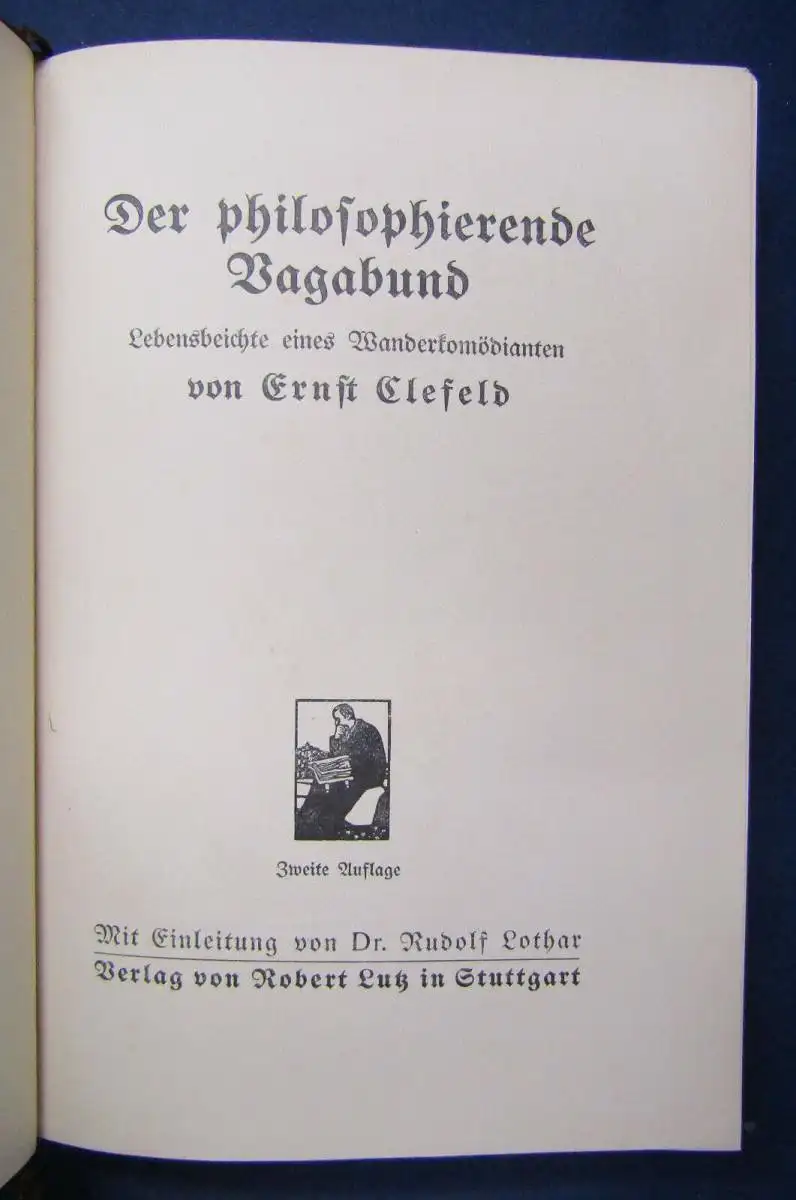 Der philosophierende
Vagabund
Lebensbeichte eines Wanderkomödianten
von Ernst Clefeld
Zweite Auflage
Mit Einleitung von Dr. Rudolf Lothar
Verlag von Robert Lutz in Stuttgart